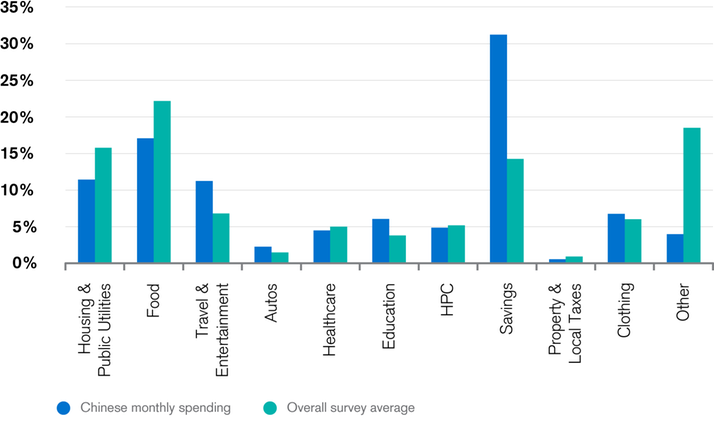 35%
30%
25%
20%
15%
10%
5%
0%
Housing &
Public Utilities
Food
Travel &
Entertainment
Autos
Healthcare
Education
HPC
Savings
Property &
Local Taxes
Clothing
Other
Chinese monthly spending
Overall survey average